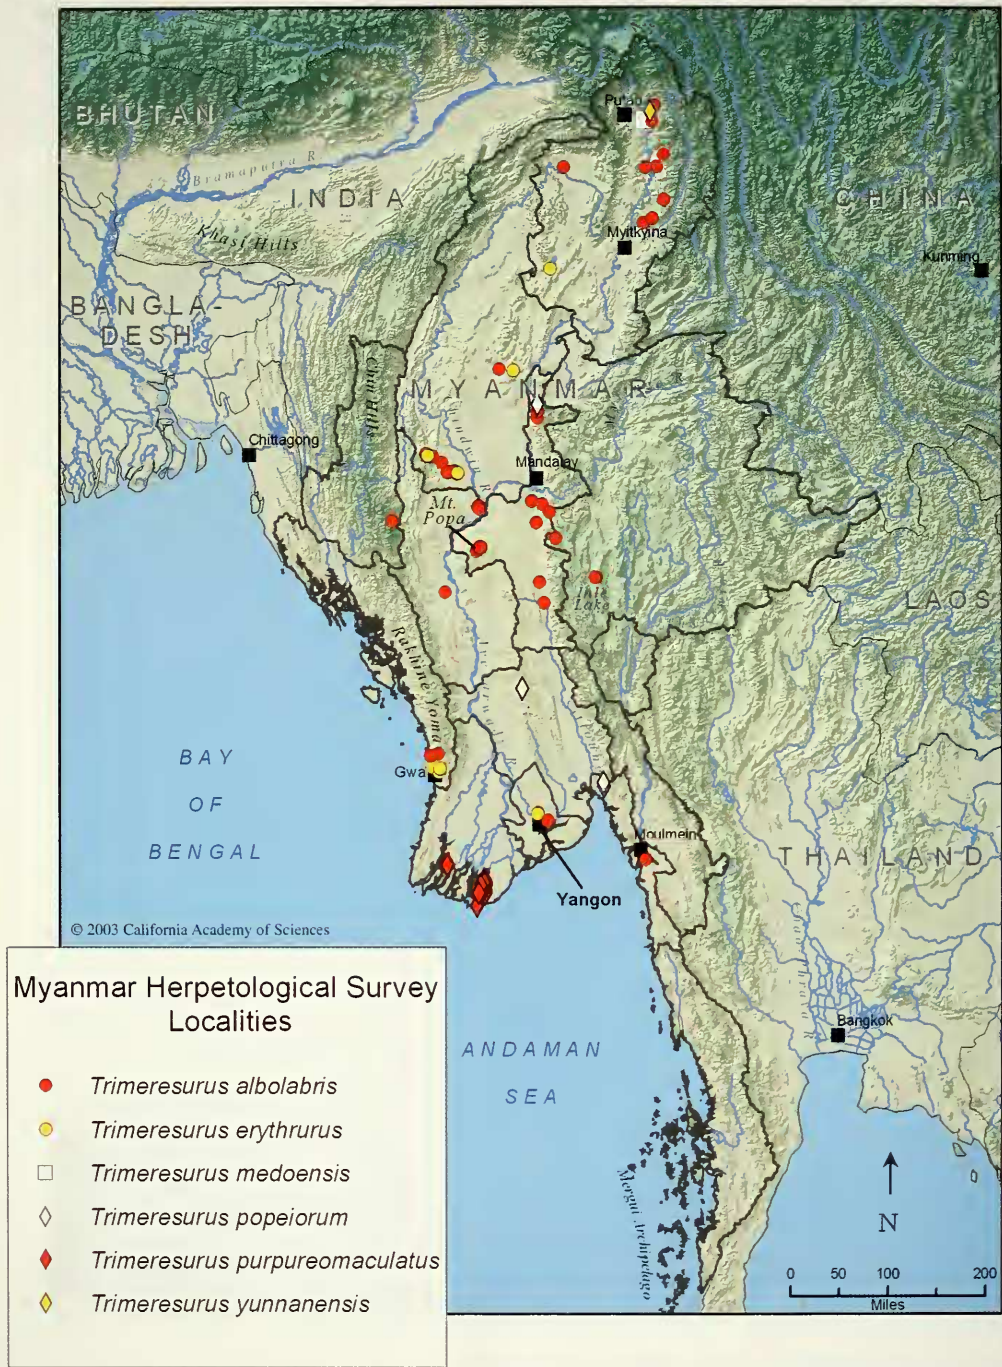 BHUTAN
Putao
Bramaputra R.
INDIA
CHINA
Khasi Hills
Myitkyina
Kunming
BANGLA-
DESH
Chin Hills
MYANMAR
R
Chittagong
Chindwin R
Mandalay
Mt.
Popa
Inle
Lake
LAOS
Rakhine Yoma
BAY
OF
BENGAL
Gwa
Moulmein
THAILAND
Yangon
© 2003 California Academy of Sciences
Myanmar Herpetological Survey
Localities
Trimeresurus albolabris
Trimeresurus erythrurus
Trimeresurus medoensis
Trimeresurus popeiorum
Trimeresurus purpureomaculatus
Trimeresurus yunnanensis
ANDAMAN
SEA
Bangkok
Mergui Archipelago
N
0 50 100 200
Miles